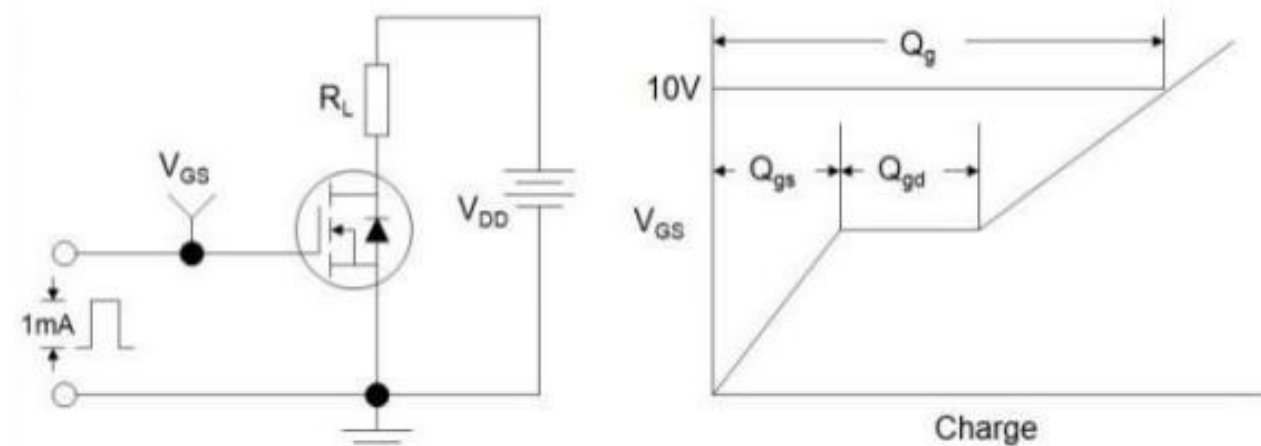 R_L
V_GS
V_DD
1mA
Q_g
10V
Q_gs
Q_gd
V_GS
Charge